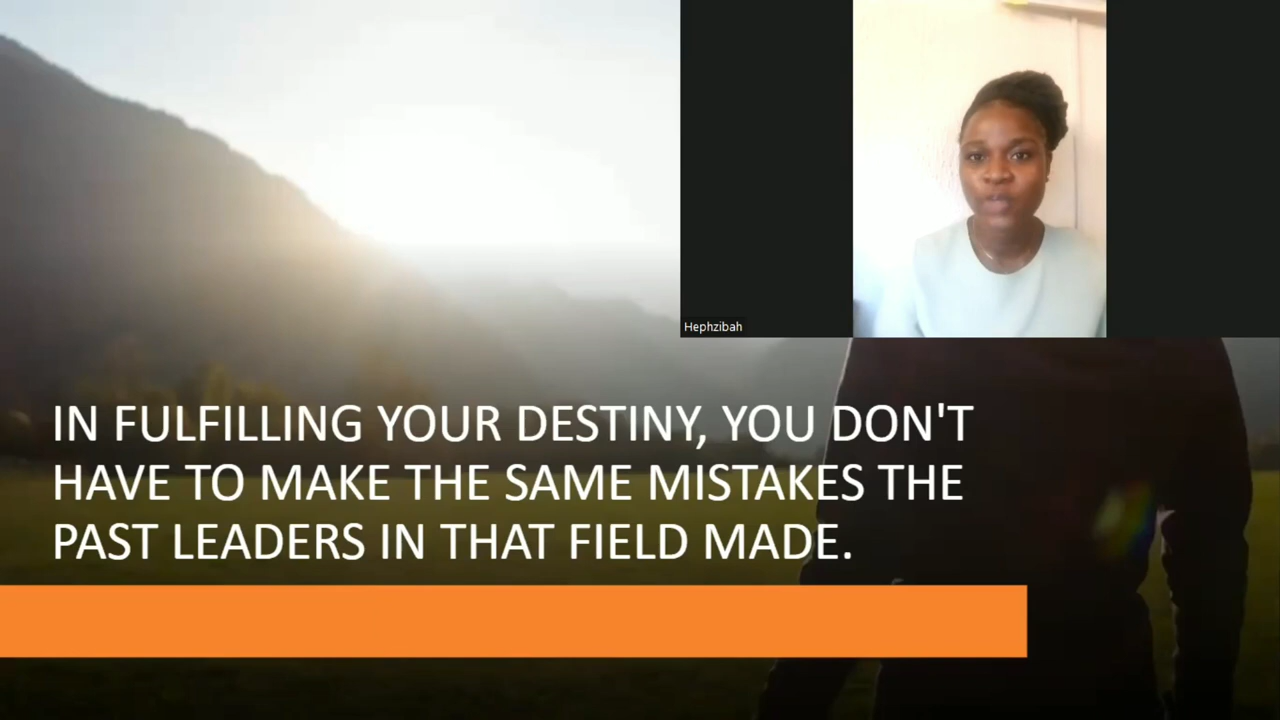 Hephzibah
IN FULFILLING YOUR DESTINY, YOU DON'T
HAVE TO MAKE THE SAME MISTAKES THE
PAST LEADERS IN THAT FIELD MADE.